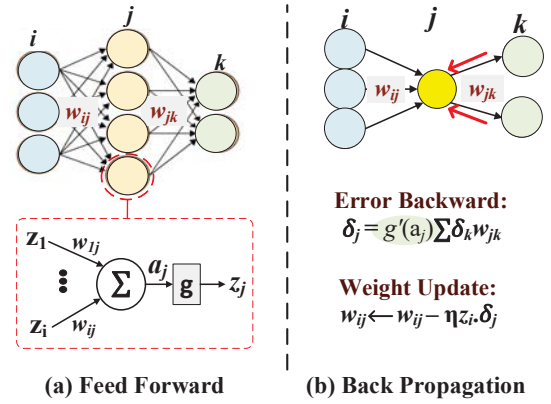 i
j
k
w_ij
w_jk
z_1
w_1j
Σ
a_j
g
z_j
z_i
w_ij
(a) Feed Forward
i
j
k
w_ij
w_jk
Error Backward:
δ_j = g'(a_j)∑δ_k w_jk
Weight Update:
w_ij ← w_ij − ηz_i.δ_j
(b) Back Propagation